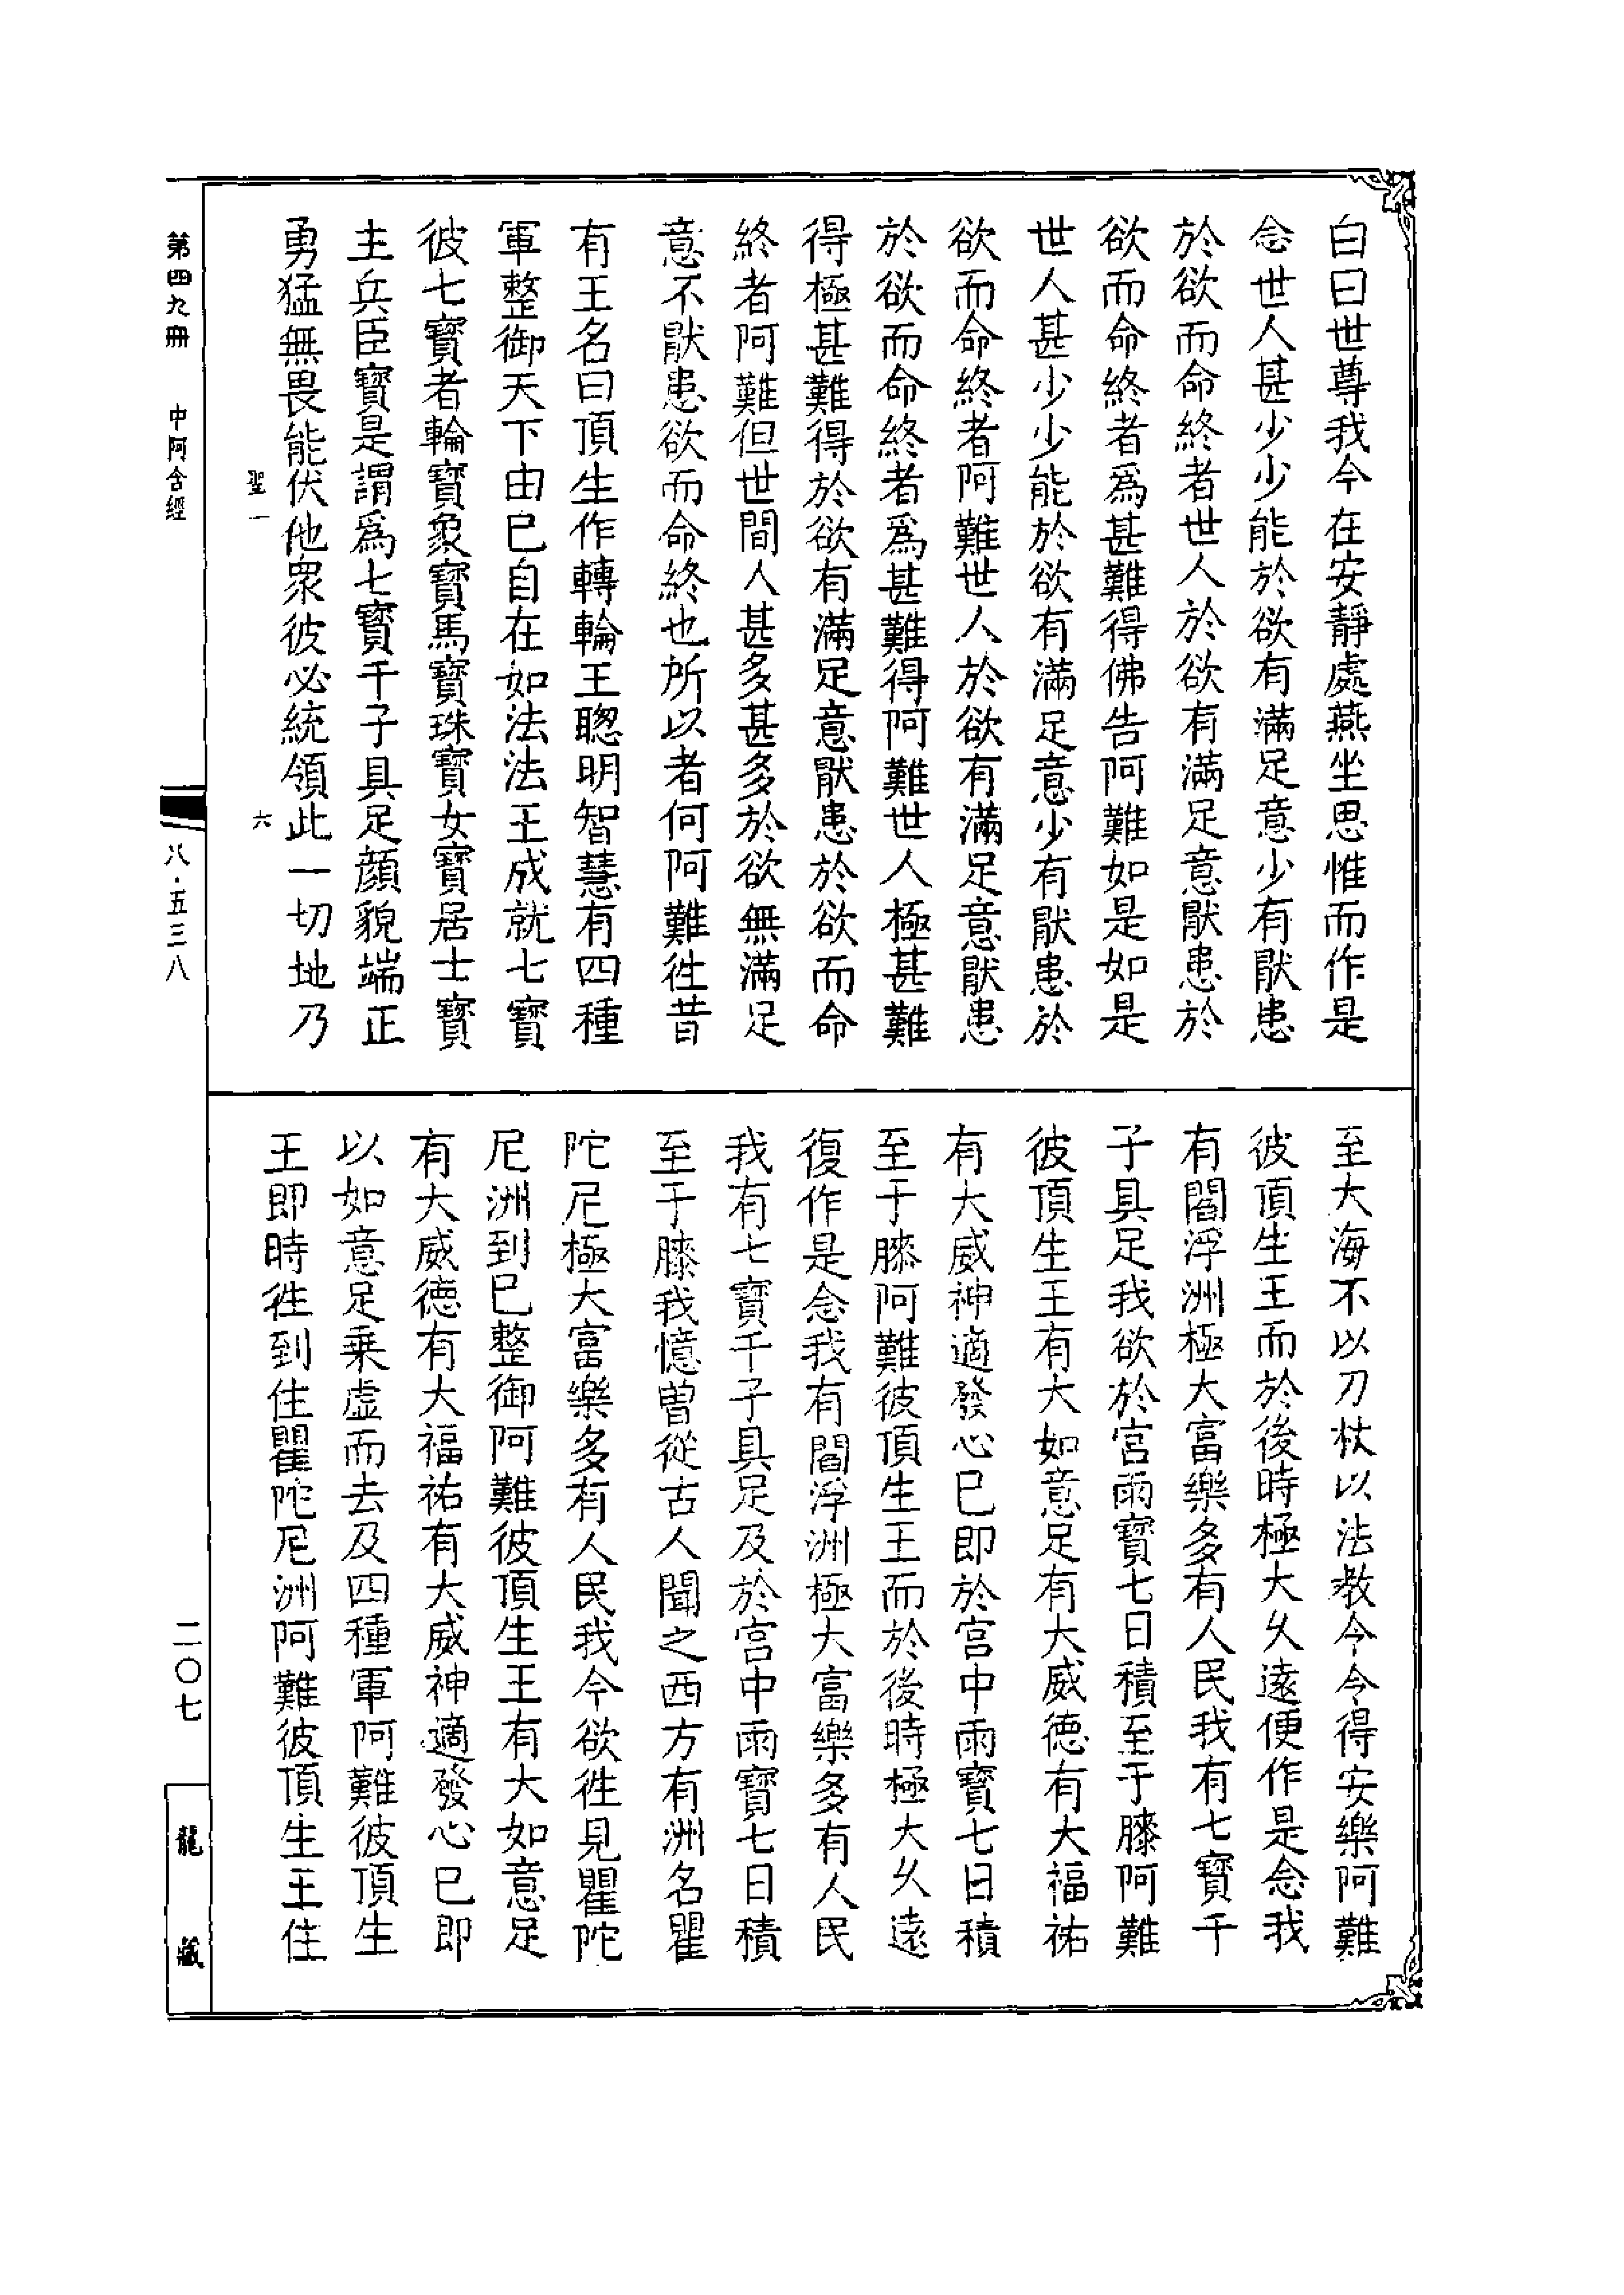 白曰世尊我今在安靜處燕坐思惟而作是
念世人甚少少能於欲有滿足意少有厭患
於欲而命終者世人於欲有滿足意厭患於
欲而命終者爲甚難得佛告阿難如是如是
世人甚少少能於欲有滿足意少有厭患於
欲而命終者阿難世人於欲有滿足意厭患
於欲而命終者爲甚難得阿難世人極甚難
得極甚難得於欲有滿足意厭患於欲而命
終者阿難但世間人甚多甚多於欲無滿足
意不厭患欲而命終也所以者何阿難徃昔
有王名曰頂生作轉輪王聦明智慧有四種
軍整御天下由已自在如法法王成就七寶
彼七寶者輪寶象寶馬寶珠寶女寶居士寶
主兵臣寶是謂爲七寶千子具足顏貌端正
勇猛無畏能伏他衆彼必統領此一切地乃
聖一
六
至大海不以刀杖以法教令令得安樂阿難
彼頂生王而於後時極大乆遠便作是念我
有閻浮洲極大富樂多有人民我有七寶千
子具足我欲於宮雨寶七日積至于膝阿難
彼頂生王有大如意足有大威德有大福祐
有大威神適發心已即於宮中雨寶七日積
至于膝阿難彼頂生王而於後時極大乆遠
復作是念我有閻浮洲極大富樂多有人民
我有七寶千子具足及於宮中雨寶七日積
至于膝我憶曾從古人聞之西方有洲名瞿
陀尼極大富樂多有人民我今欲徃見瞿陀
尼洲到已整御阿難彼頂生王有大如意足
有大威德有大福祐有大威神適發心已即
以如意足乗虛而去及四種軍阿難彼頂生
王即時徃到住瞿陀尼洲阿難彼頂生王住
第四九冊 中阿含經
八·五三八
二〇七
龍藏